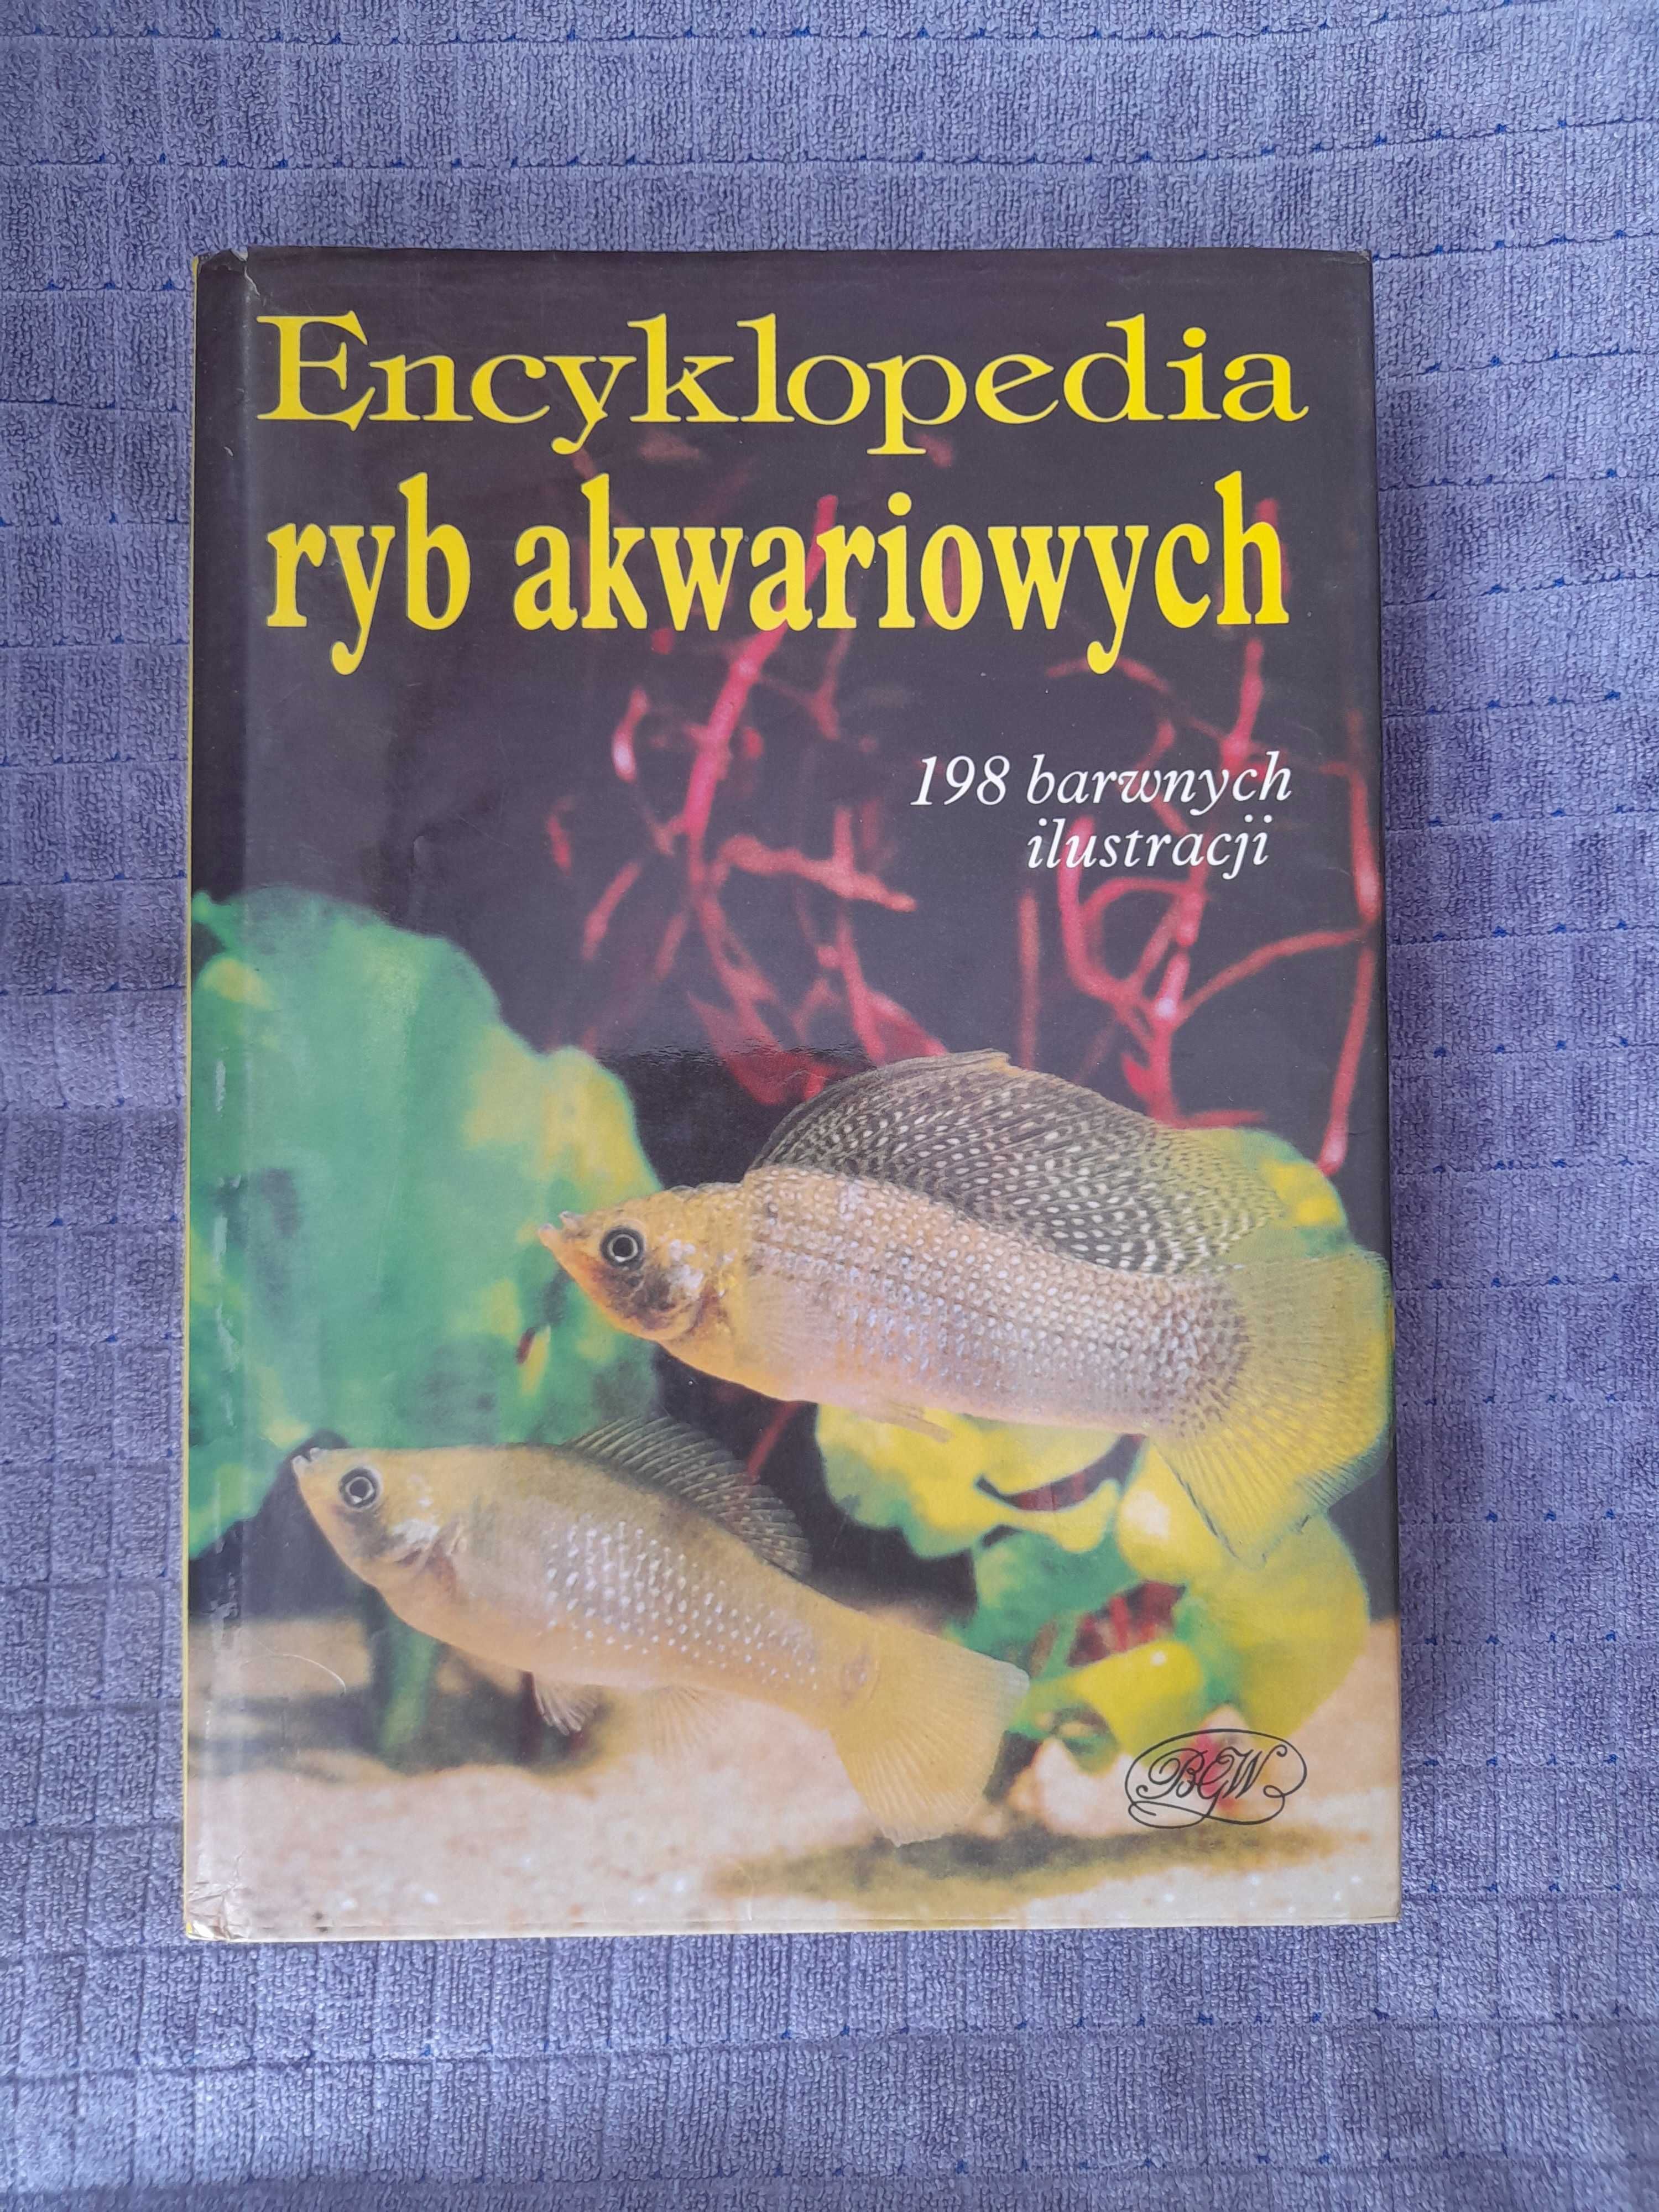 Encyklopedia
ryb akwariowych
198 barwnych
ilustracji
BGW